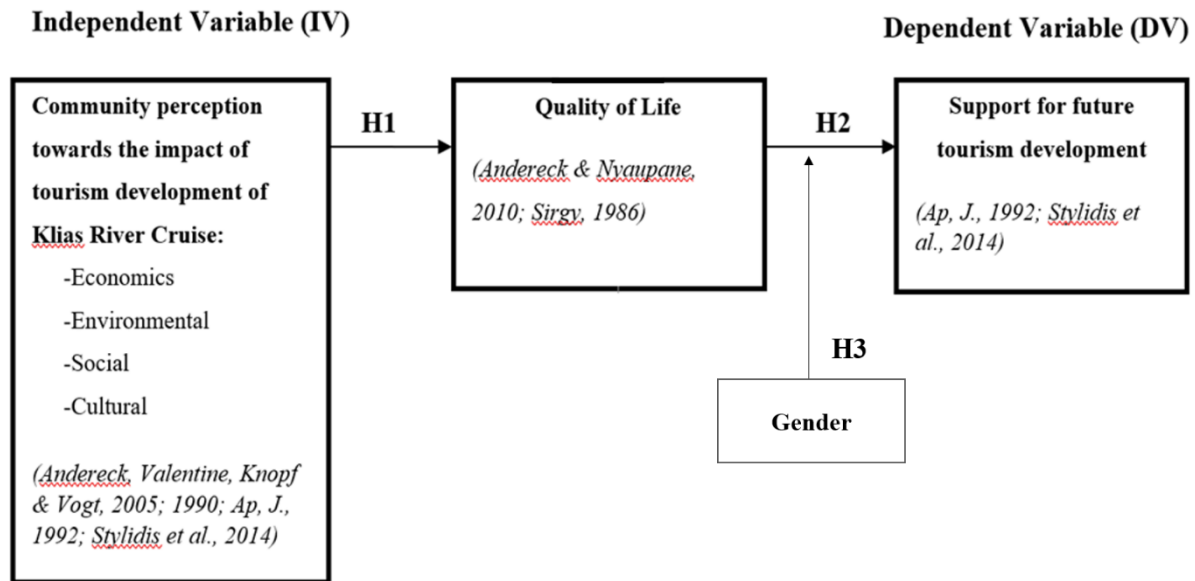 Independent Variable (IV)
Dependent Variable (DV)
Community perception
towards the impact of
tourism development of
Klias River Cruise:
-Economics
-Environmental
-Social
-Cultural
(Andereck, Valentine, Knopf
& Vogt, 2005; 1990; Ap, J.,
1992; Stylidis et al., 2014)
H1
Quality of Life
(Andereck & Nyaupane,
2010; Sirgy, 1986)
H2
Support for future
tourism development
(Ap, J., 1992; Stylidis et
al., 2014)
H3
Gender